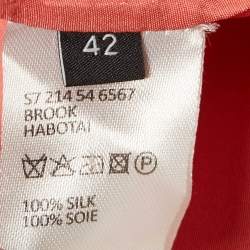 42
S7 214 54 6567
BROOK
HABOTAI
P
100% SILK
100% SOIE